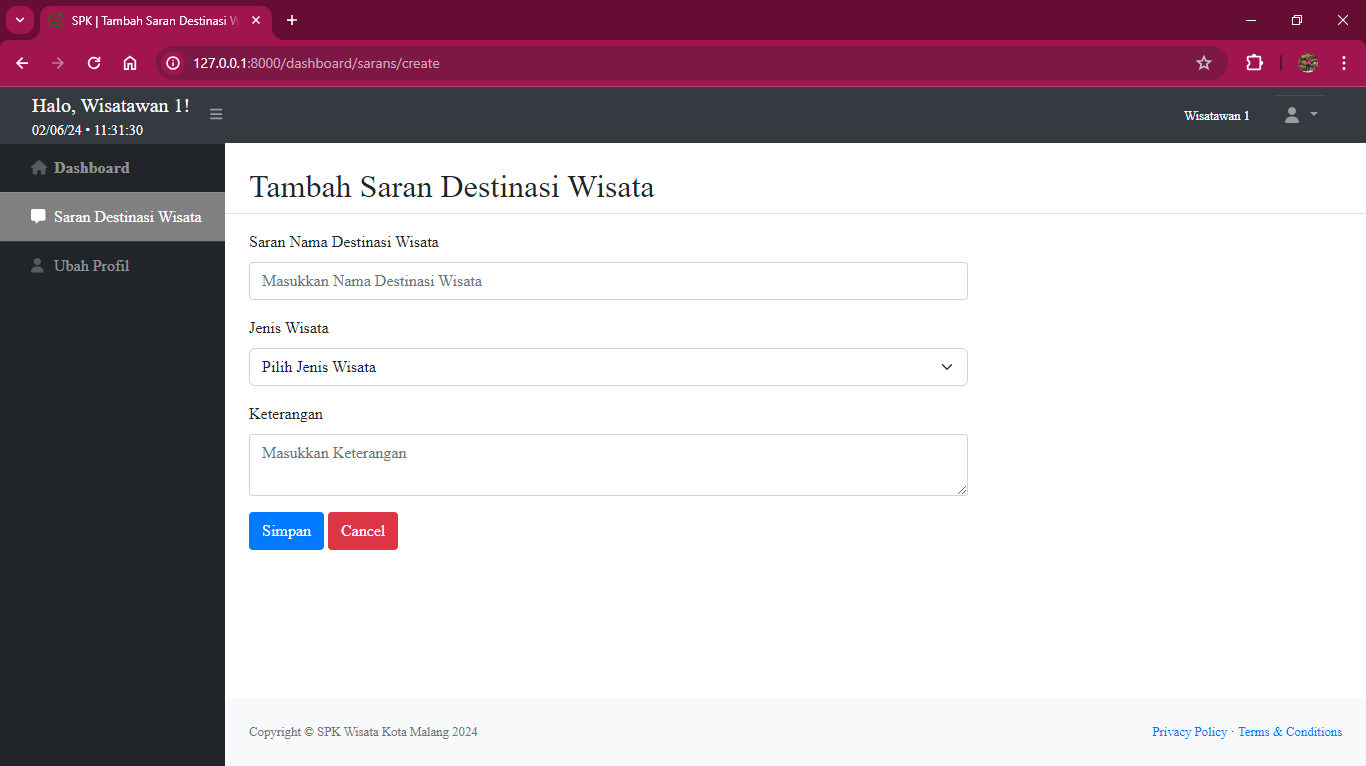 SPK | Tambah Saran Destinasi W
127.0.0.1:8000/dashboard/sarans/create
Halo, Wisatawan 1!
02/06/24 • 11:31:30
Wisatawan 1
Dashboard
Saran Destinasi Wisata
Ubah Profil
Tambah Saran Destinasi Wisata
Saran Nama Destinasi Wisata
Masukkan Nama Destinasi Wisata
Jenis Wisata
Pilih Jenis Wisata
Keterangan
Masukkan Keterangan
Simpan Cancel
Copyright © SPK Wisata Kota Malang 2024
Privacy Policy · Terms & Conditions